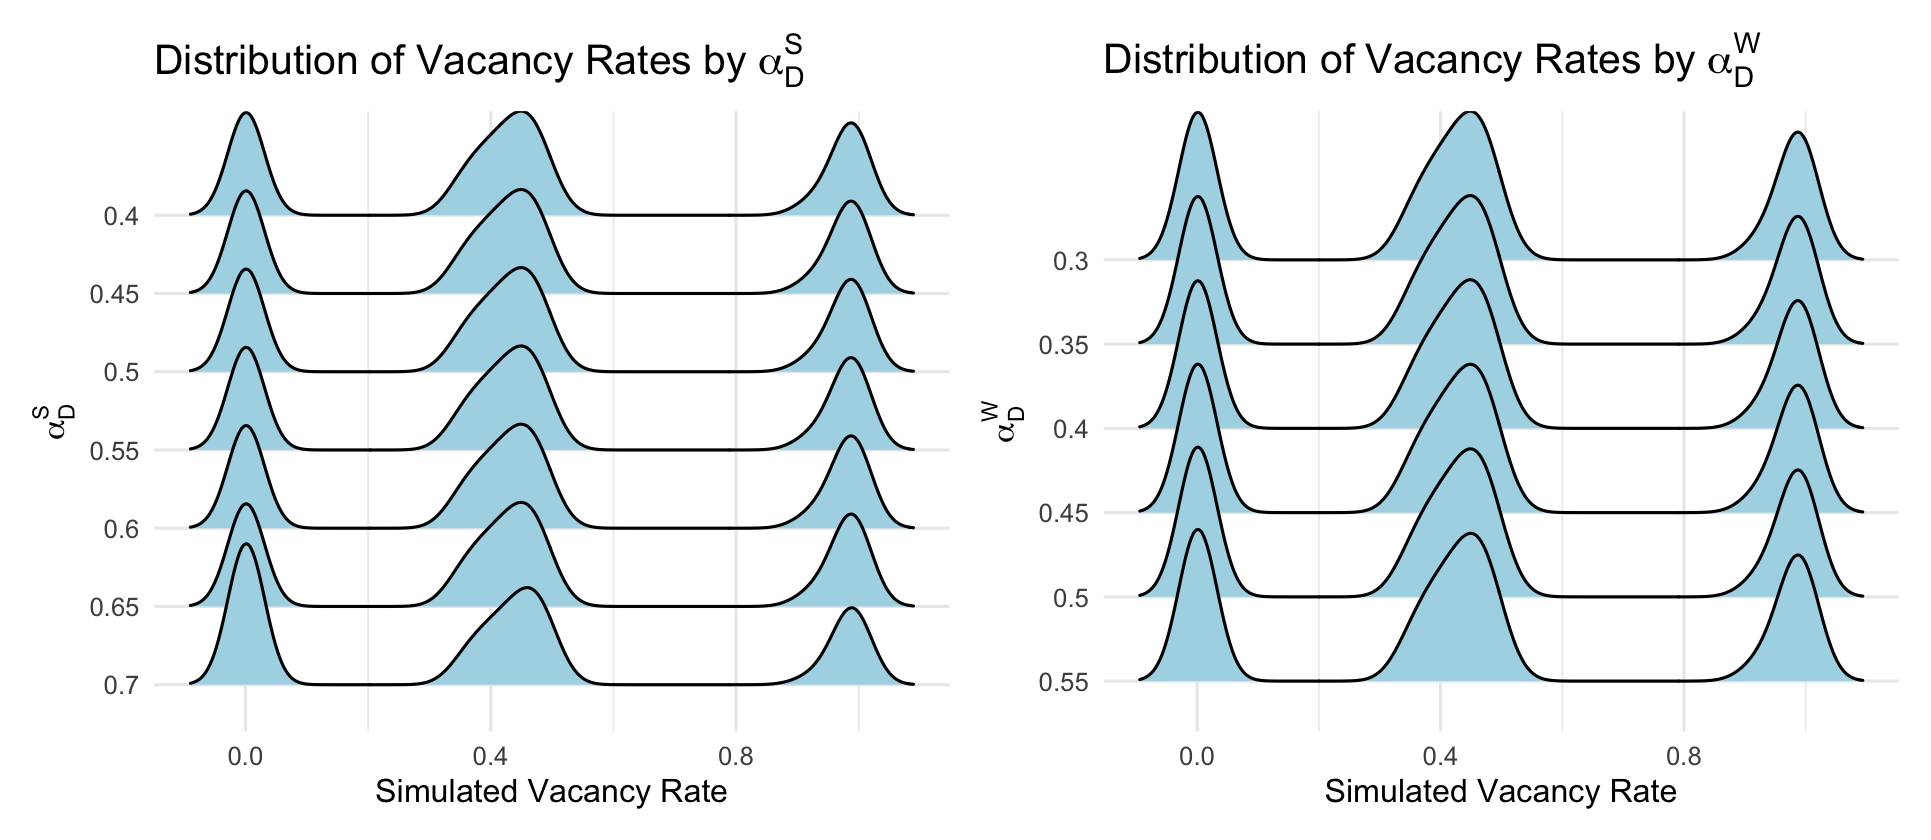 Distribution of Vacancy Rates by α_D^S
0.4
0.45
0.5
0.55
0.6
0.65
0.7
α_D^S
0.0 0.4 0.8
Simulated Vacancy Rate
Distribution of Vacancy Rates by α_D^W
0.3
0.35
0.4
0.45
0.5
0.55
α_D^W
0.0 0.4 0.8
Simulated Vacancy Rate